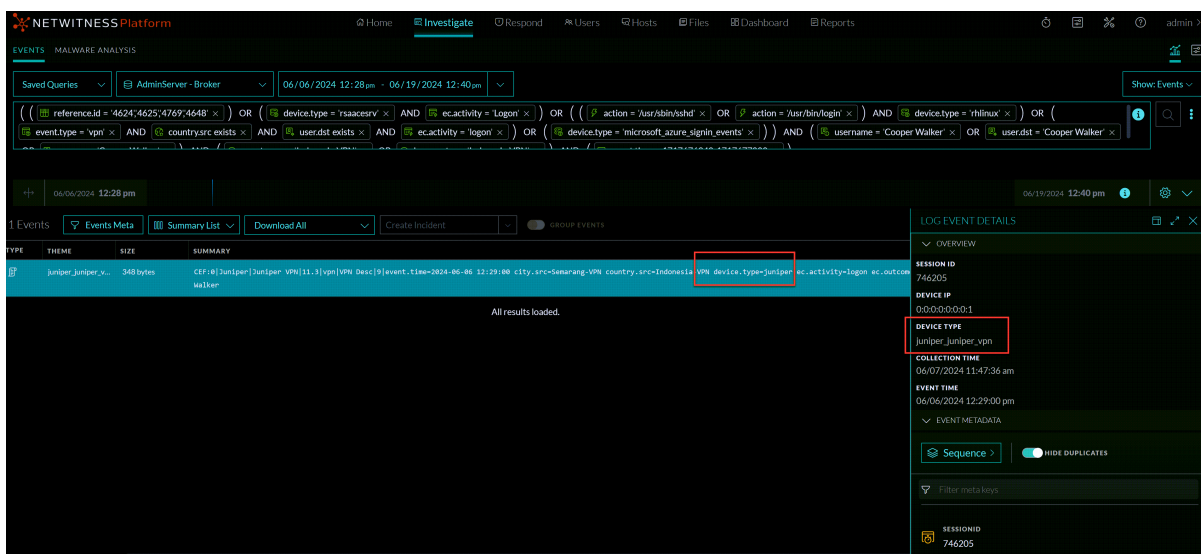 NETWITNESS Platform
Home Investigate Respond Users Hosts Files Dashboard Reports admin
EVENTS MALWARE ANALYSIS
Saved Queries AdminServer - Broker 06/06/2024 12:28 pm - 06/19/2024 12:40 pm Show: Events
( ( reference.id = '4624','4625','4769','4648' × ) OR ( device.type = 'rsaacesrv' × AND ec.activity = 'Logon' × ) OR ( ( action = '/usr/sbin/sshd' × OR action = '/usr/bin/login' × ) AND device.type = 'rhlinux' × ) OR (
event.type = 'vpn' × AND country.src exists × AND user.dst exists × AND ec.activity = 'logon' × ) OR ( device.type = 'microsoft_azure_signin_events' × ) ) AND ( username = 'Cooper Walker' × OR user.dst = 'Cooper Walker' ×
06/06/2024 12:28 pm 06/19/2024 12:40 pm
1 Events Events Meta Summary List Download All Create Incident GROUP EVENTS
TYPE THEME SIZE SUMMARY
juniper_juniper_v... 348 bytes CEF:0|Juniper|Juniper VPN|11.3|vpn|VPN Desc|9|event.time=2024-06-06 12:29:00 city.src=Semarang-VPN country.src=Indonesia-VPN device.type=juniper ec.activity=logon ec.outcom
Walker
All results loaded.
LOG EVENT DETAILS
OVERVIEW
SESSION ID
746205
DEVICE IP
0:0:0:0:0:0:0:1
DEVICE TYPE
juniper_juniper_vpn
COLLECTION TIME
06/07/2024 11:47:36 am
EVENT TIME
06/06/2024 12:29:00 pm
EVENT METADATA
Sequence HIDE DUPLICATES
Filter meta keys
SESSIONID
746205